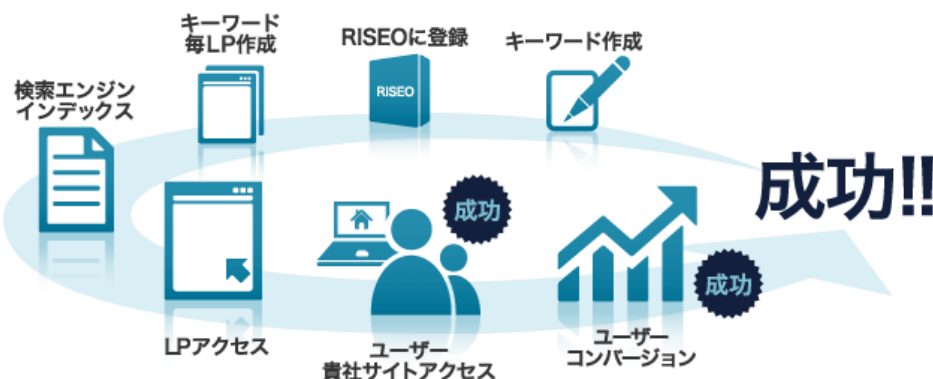 キーワード
毎LP作成
RISEOに登録
キーワード作成
検索エンジン
インデックス
RISEO
成功!!
成功
成功
LPアクセス
ユーザー
貴社サイトアクセス
ユーザー
コンバージョン